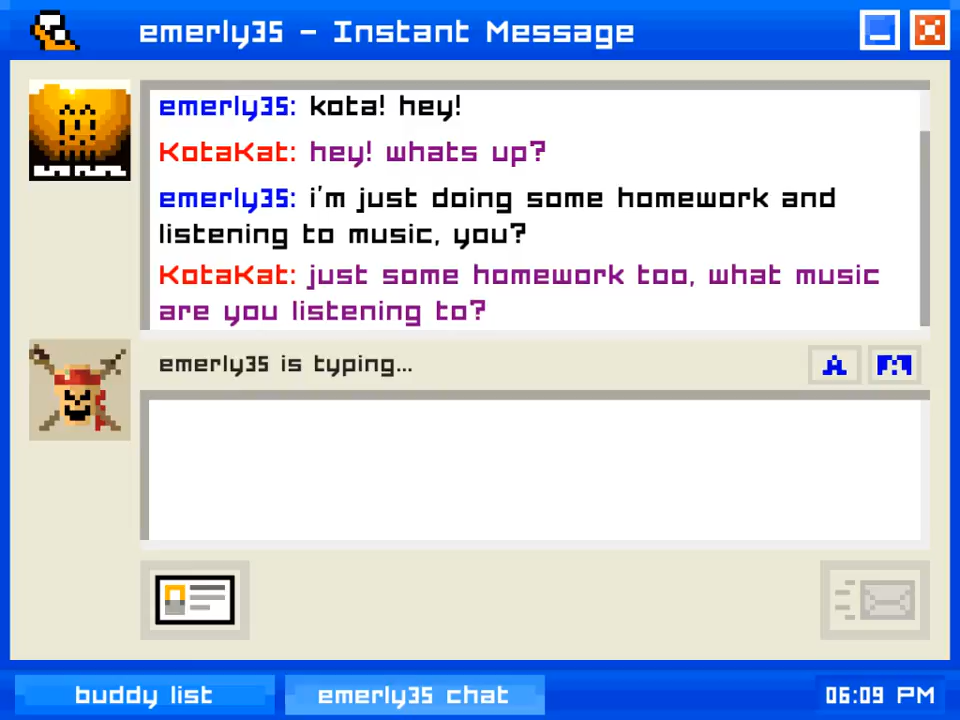 emerly35 - Instant Message
emerly35: kota! hey!
KotaKat: hey! whats up?
emerly35: i'm just doing some homework and
listening to music, you?
KotaKat: just some homework too, what music
are you listening to?
emerly35 is typing...
buddy list
emerly35 chat
06:09 PM